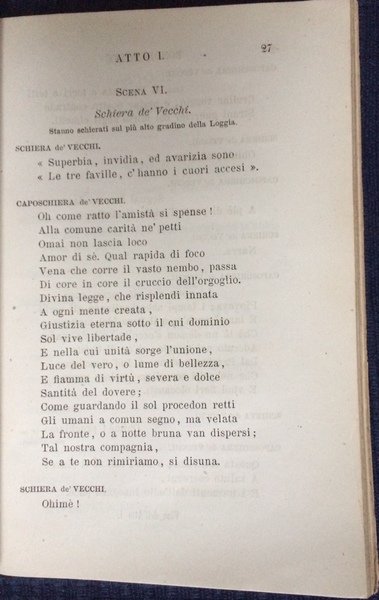 ATTO I.
27
SCENA VI.
Schiera de' Vecchi.
Stanno schierati sul più alto gradino della Loggia.
SCHIERA de' VECCHI.
« Superbia, invidia, ed avarizia sono
« Le tre faville, c'hanno i cuori accesi ».
CAPOSCHIERA de' VECCHI.
Oh come ratto l'amistà si spense!
Alla comune carità ne' petti
Omai non lascia loco
Amor di sè. Qual rapida di foco
Vena che corre il vasto nembo, passa
Di core in core il cruccio dell'orgoglio.
Divina legge, che risplendi innata
A ogni mente creata,
Giustizia eterna sotto il cui dominio
Sol vive libertade,
E nella cui unità sorge l'unione,
Luce del vero, o lume di bellezza,
E fiamma di virtù, severa e dolce
Santità del dovere;
Come guardando il sol procedon retti
Gli umani a comun segno, ma velata
La fronte, o a notte bruna van dispersi;
Tal nostra compagnia,
Se a te non rimiriamo, si disuna.
SCHIERA de' VECCHI.
Ohimè!